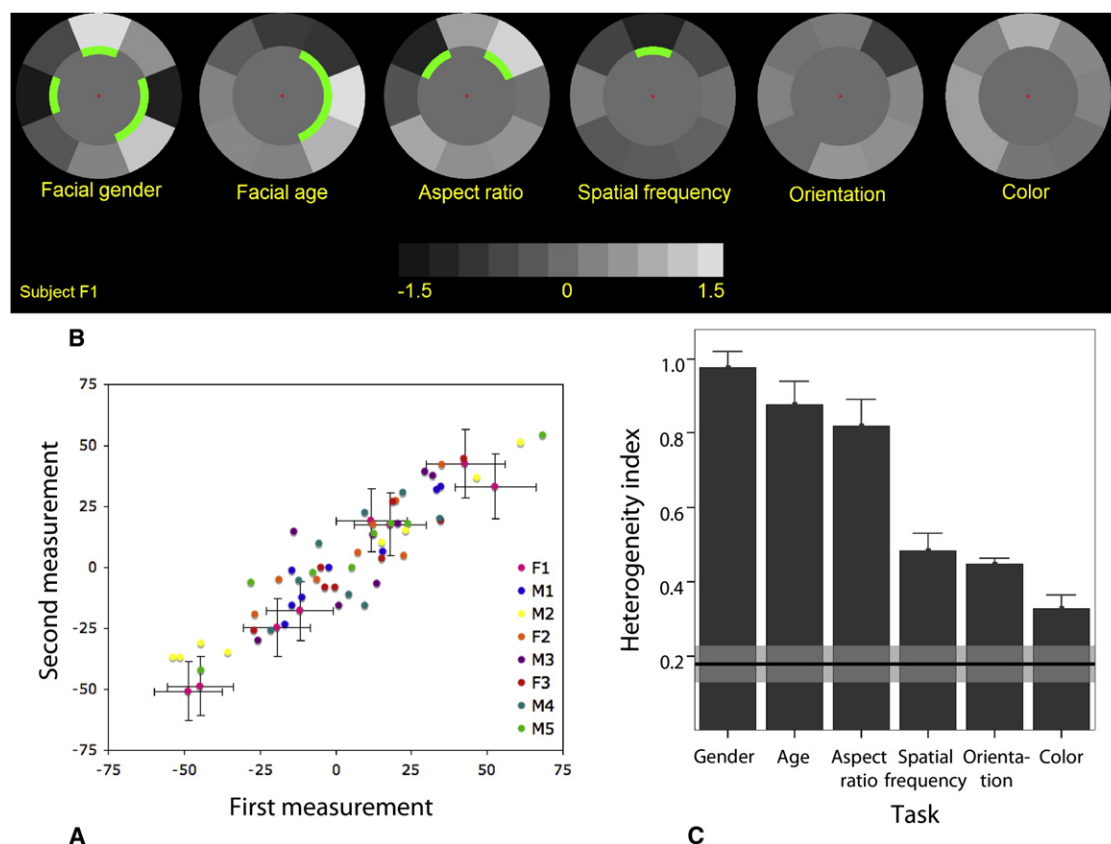 Facial gender Facial age Aspect ratio Spatial frequency Orientation Color
Subject F1
-1.5 0 1.5
B
75
50
25
0
-25
-50
-75
-75 -50 -25 0 25 50 75
Second measurement
First measurement
F1
M1
M2
F2
M3
F3
M4
M5
A
1.0
0.8
0.6
0.4
0.2
Heterogeneity index
Gender Age Aspect Spatial Orienta- Color
ratio frequency tion
Task
C